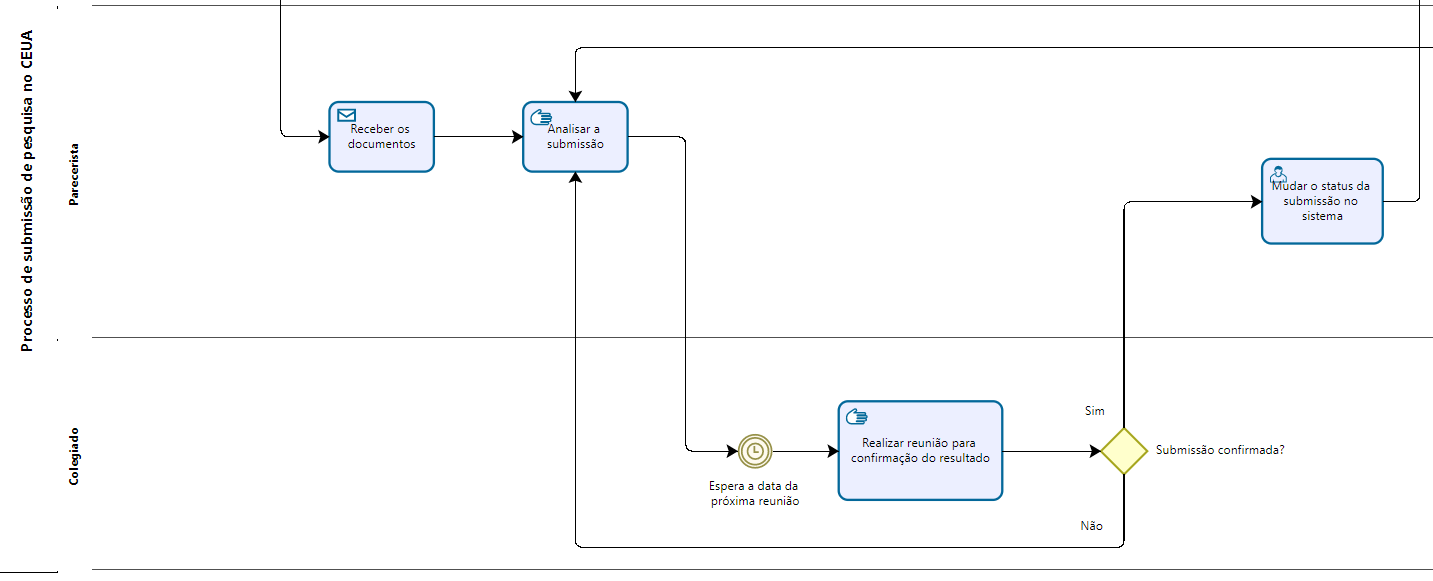 Processo de submissão de pesquisa no CEUA
Parecerista
Receber os
documentos
Analisar a
submissão
Mudar o status da
submissão no
sistema
Colegiado
Espera a data da
próxima reunião
Realizar reunião para
confirmação do resultado
Sim
Submissão confirmada?
Não